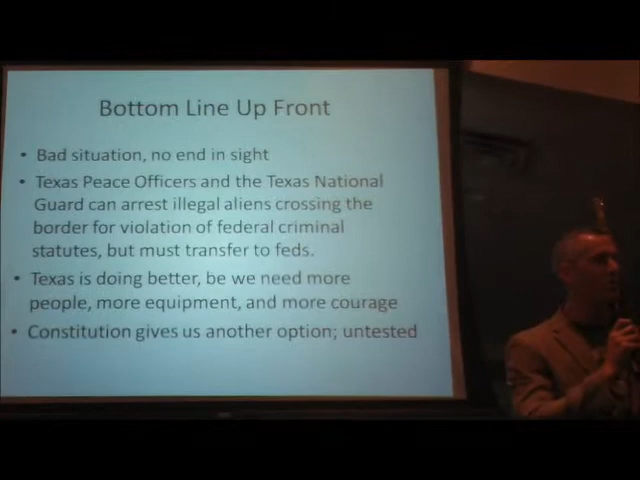 Bottom Line Up Front
• Bad situation, no end in sight
• Texas Peace Officers and the Texas National
Guard can arrest illegal aliens crossing the
border for violation of federal criminal
statutes, but must transfer to feds.
• Texas is doing better, be we need more
people, more equipment, and more courage
• Constitution gives us another option; untested